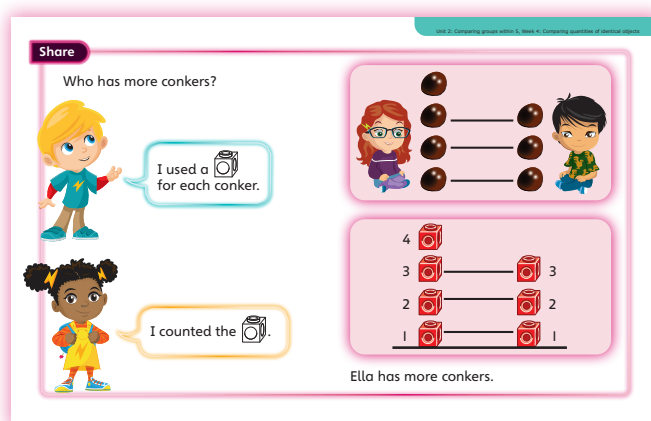 Unit 2: Comparing groups within 5, Week 4: Comparing quantities of identical objects
Share
Who has more conkers?
I used a
for each conker.
I counted the .
4
3 3
2 2
1 1
Ella has more conkers.